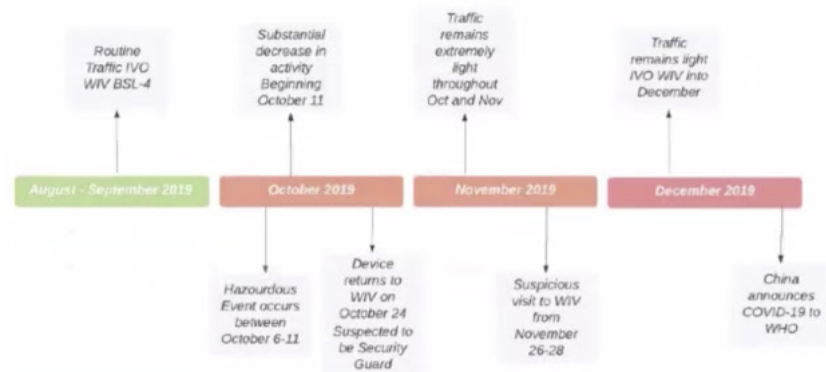 Routine
Traffic IVO
WIV BSL-4
Substantial
decrease in
activity
Beginning
October 11
Traffic
remains
extremely
light
throughout
Oct and Nov
Traffic
remains light
IVO WIV into
December
August - September 2019
October 2019
November 2019
December 2019
Hazourdous
Event occurs
between
October 6-11
Device
returns to
WIV on
October 24
Suspected to
be Security
Guard
Suspicious
visit to WIV
from
November
26-28
China
announces
COVID-19 to
WHO